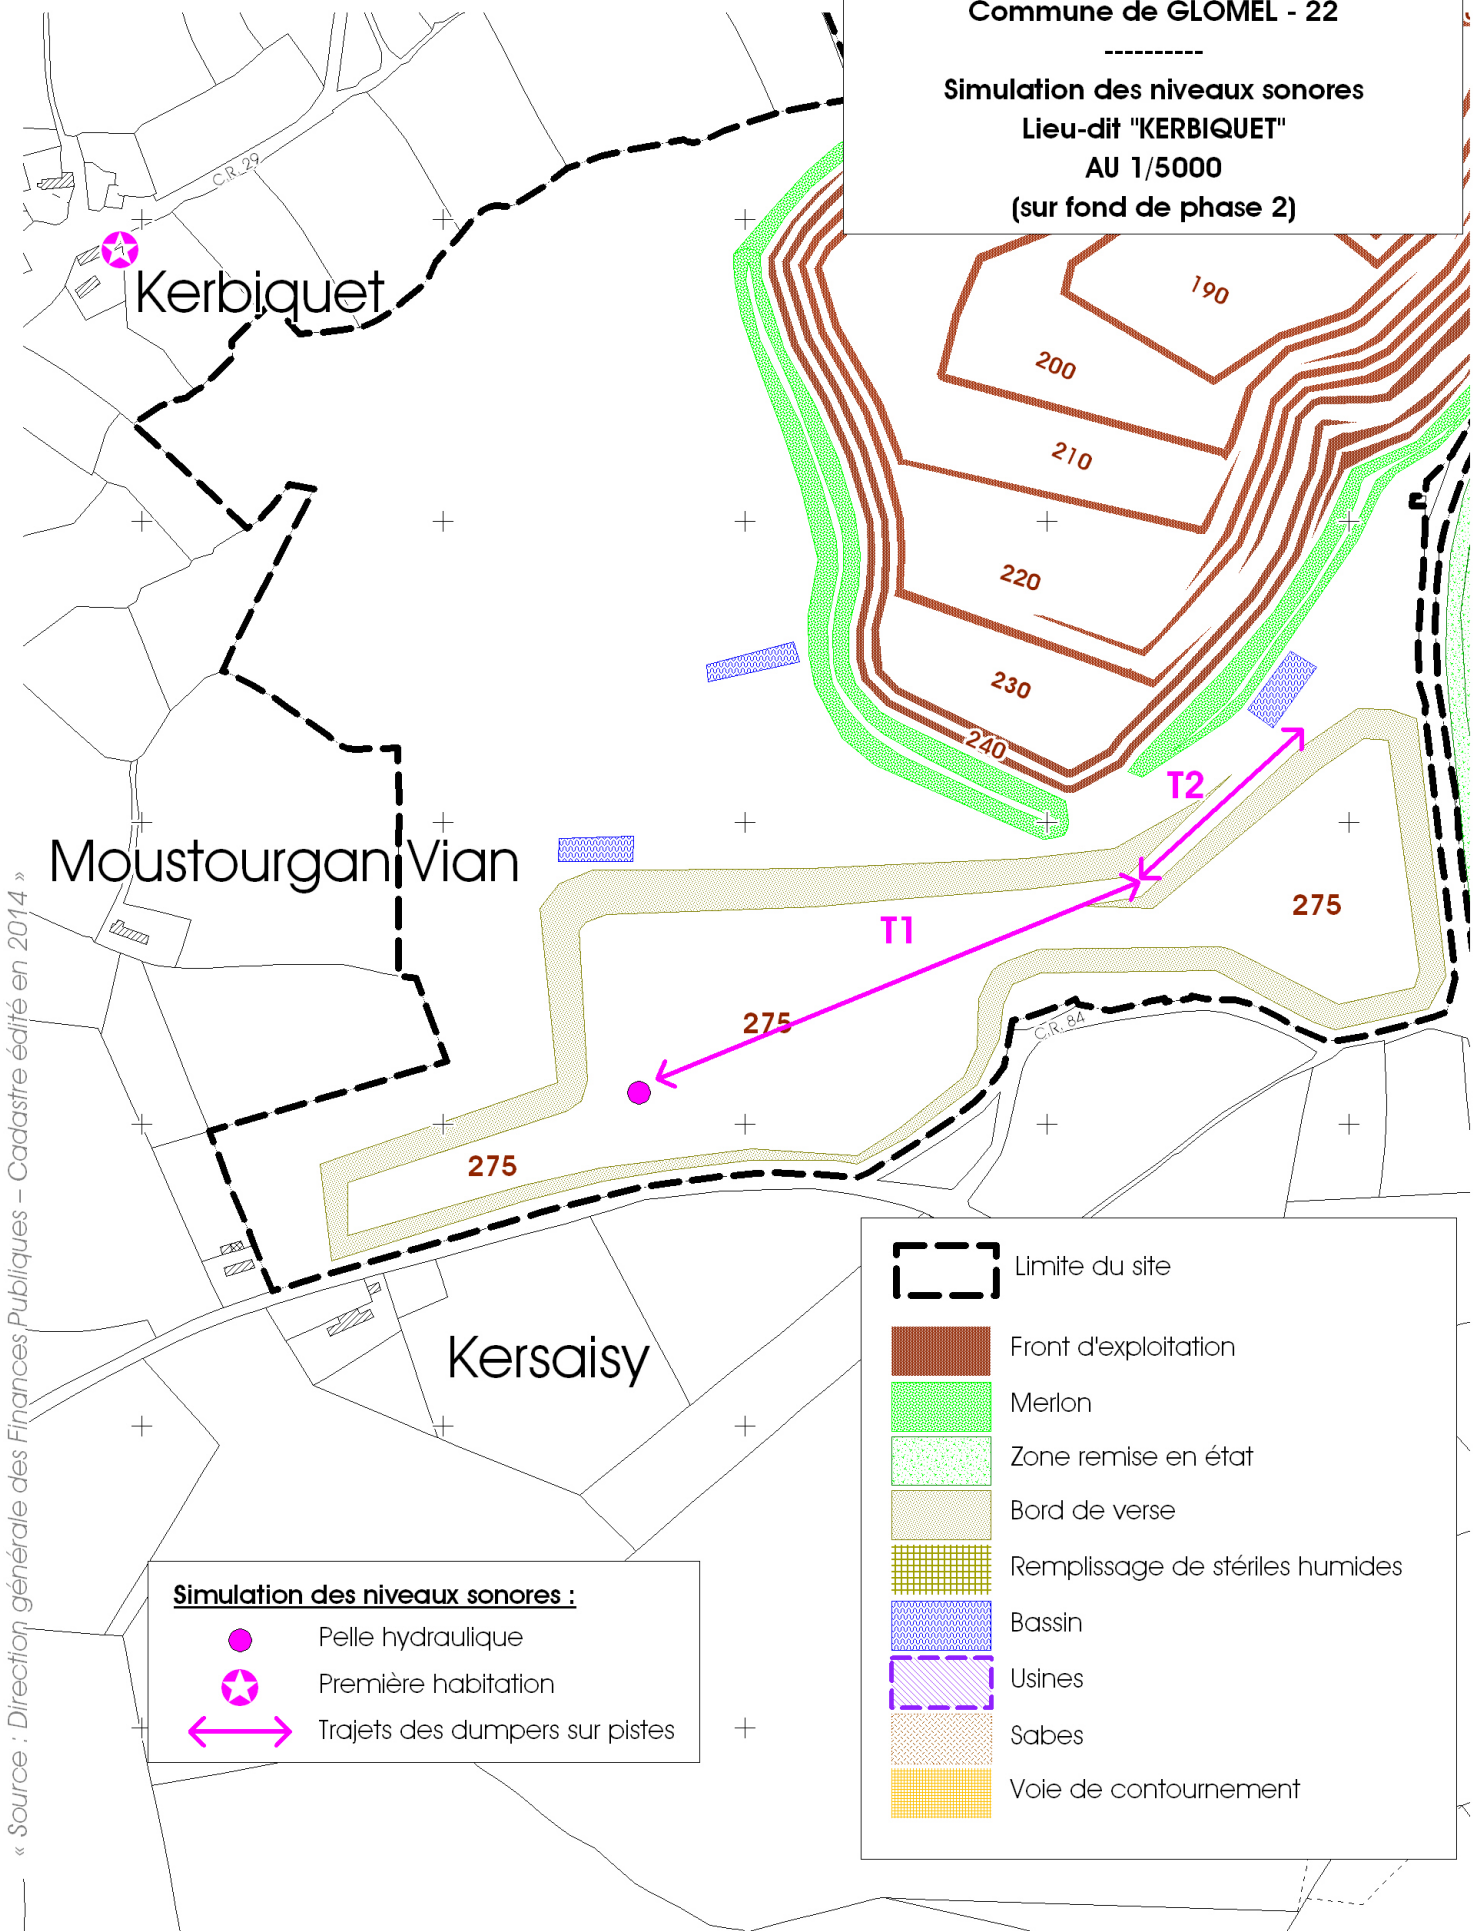 Commune de GLOMEL - 22
----------
Simulation des niveaux sonores
Lieu-dit "KERBIQUET"
AU 1/5000
(sur fond de phase 2)
C.R. 29
Kerbiquet
190
200
210
220
230
240
T2
Moustourgan Vian
275
T1
275
C.R. 84
275
Kersaisy
« Source : Direction générale des Finances Publiques – Cadastre édité en 2014 »
Limite du site
Front d'exploitation
Merlon
Zone remise en état
Bord de verse
Remplissage de stériles humides
Bassin
Usines
Sabes
Voie de contournement
Simulation des niveaux sonores :
Pelle hydraulique
Première habitation
Trajets des dumpers sur pistes